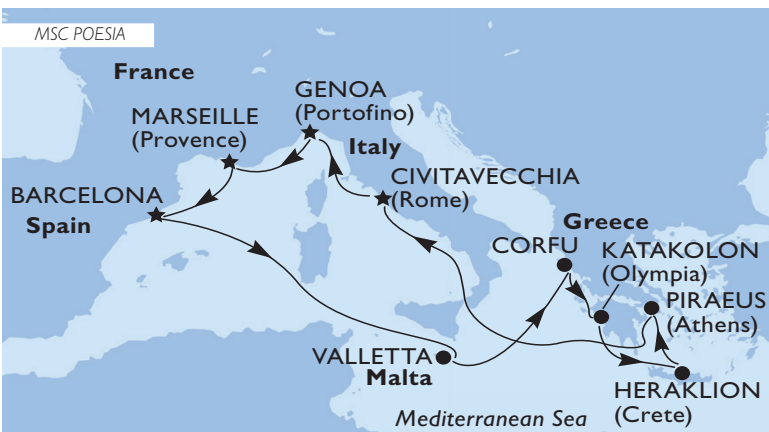 MSC POESIA
France
GENOA
(Portofino)
MARSEILLE
(Provence)
Italy
CIVITAVECCHIA
(Rome)
BARCELONA
Spain
Greece
CORFU
KATAKOLON
(Olympia)
PIRAEUS
(Athens)
VALLETTA
Malta
HERAKLION
(Crete)
Mediterranean Sea